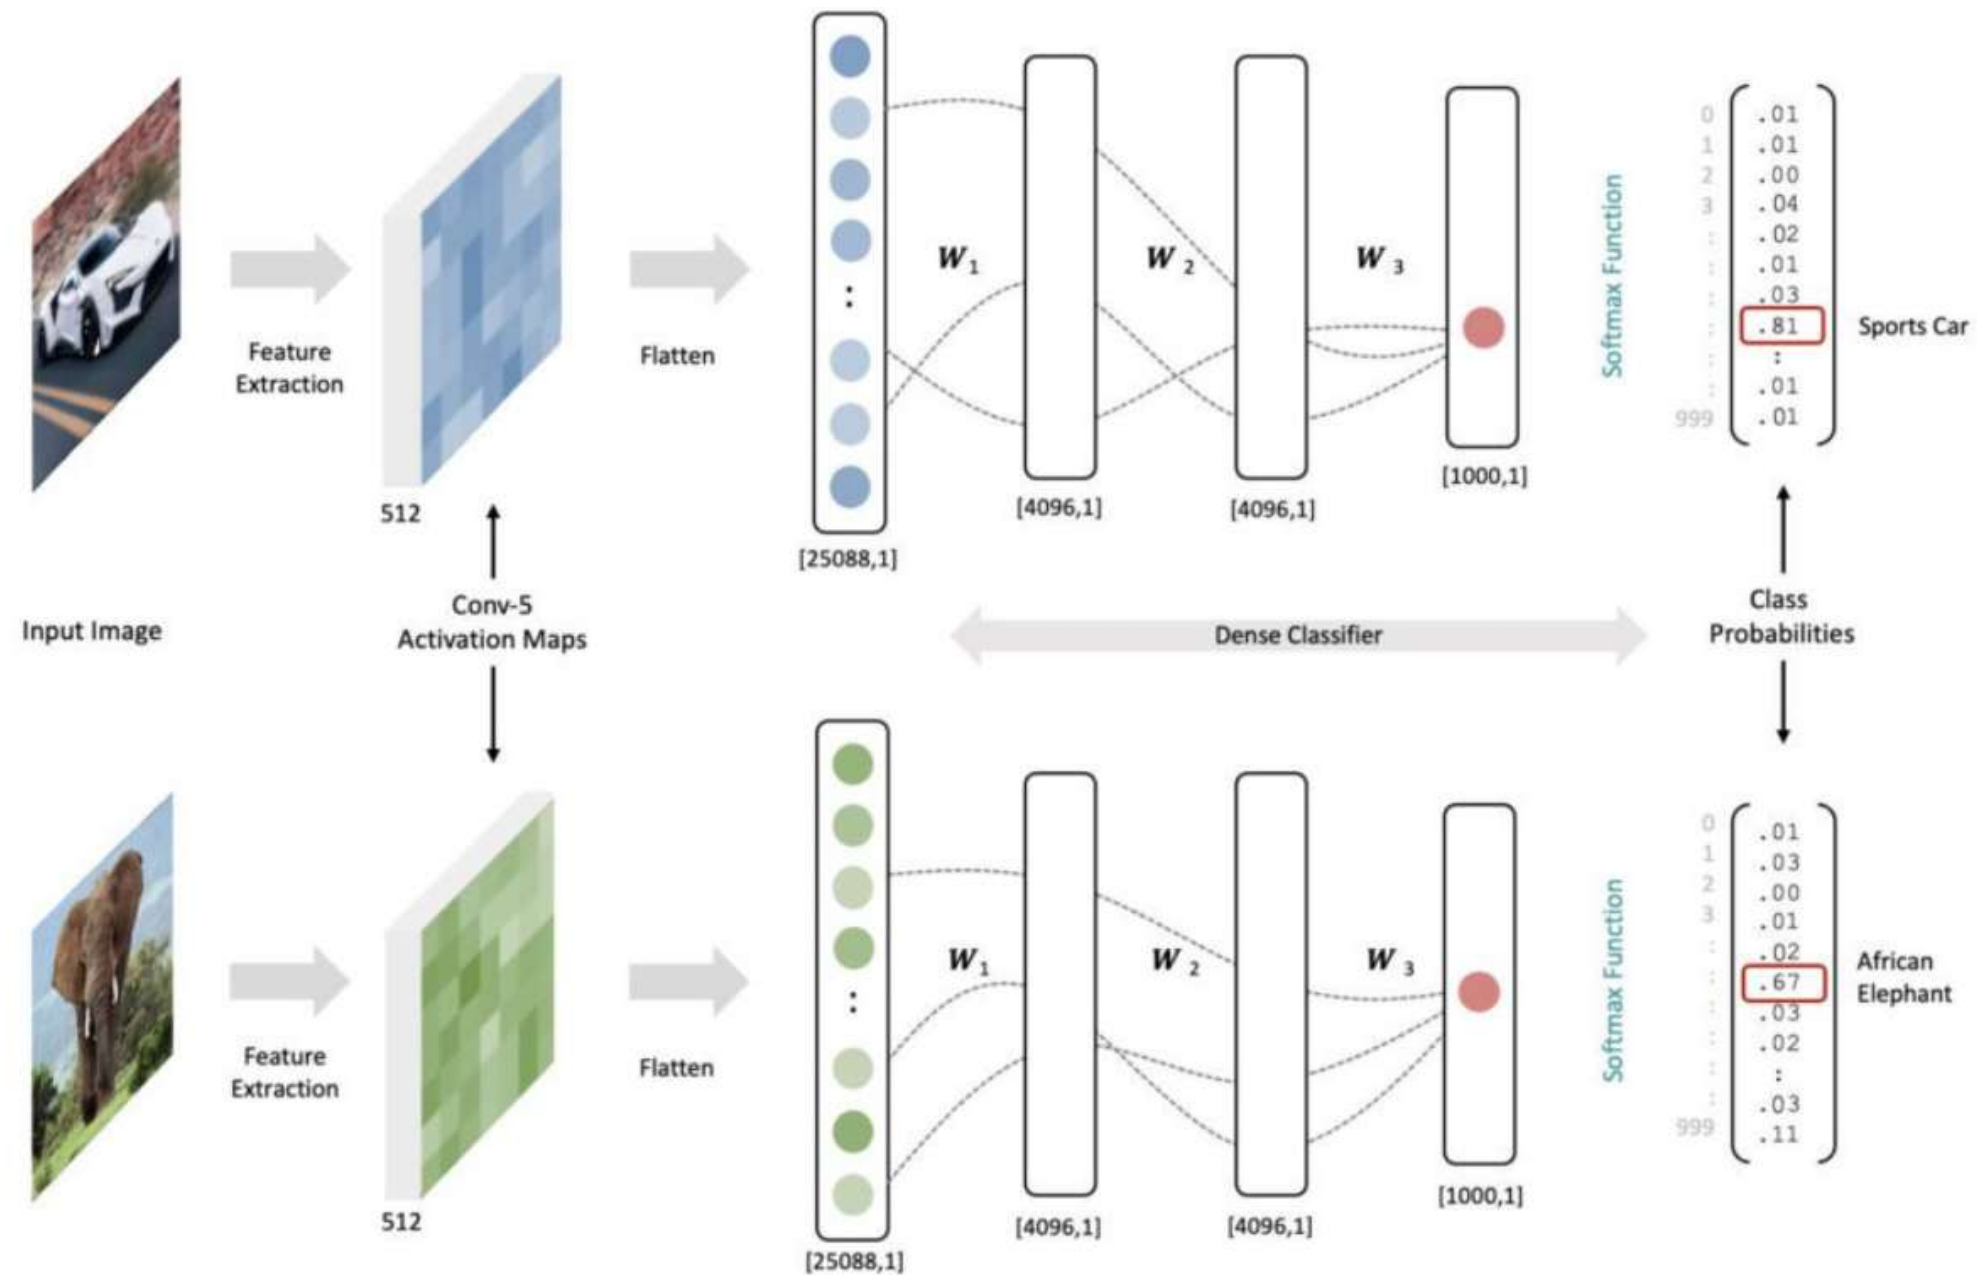 W1
W2
W3
Feature
Extraction
Flatten
512
[25088,1]
[4096,1]
[4096,1]
[1000,1]
Softmax Function
0
1
2
3
:
:
:
:
:
:
999
.01
.01
.00
.04
.02
.01
.03
.81
:
.01
.01
Sports Car
Input Image
Conv-5
Activation Maps
Dense Classifier
Class
Probabilities
W1
W2
W3
Feature
Extraction
Flatten
512
[25088,1]
[4096,1]
[4096,1]
[1000,1]
Softmax Function
0
1
2
3
:
:
:
:
:
:
999
.01
.03
.00
.01
.02
.67
.03
.02
:
.03
.11
African
Elephant